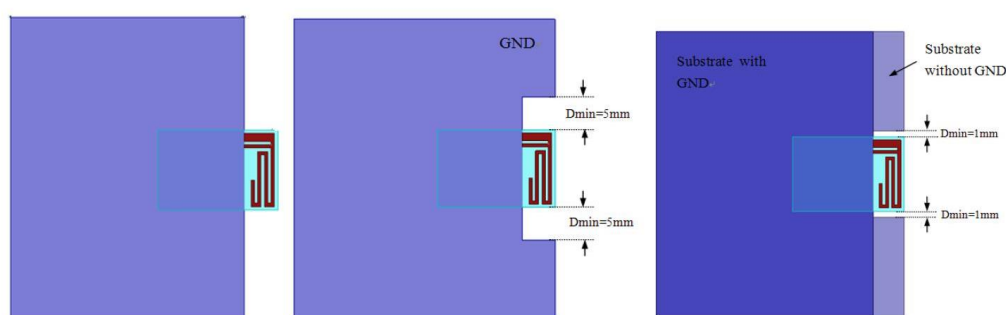 GND
Dmin=5mm
Dmin=5mm
Substrate with
GND
Substrate
without GND
Dmin=1mm
Dmin=1mm